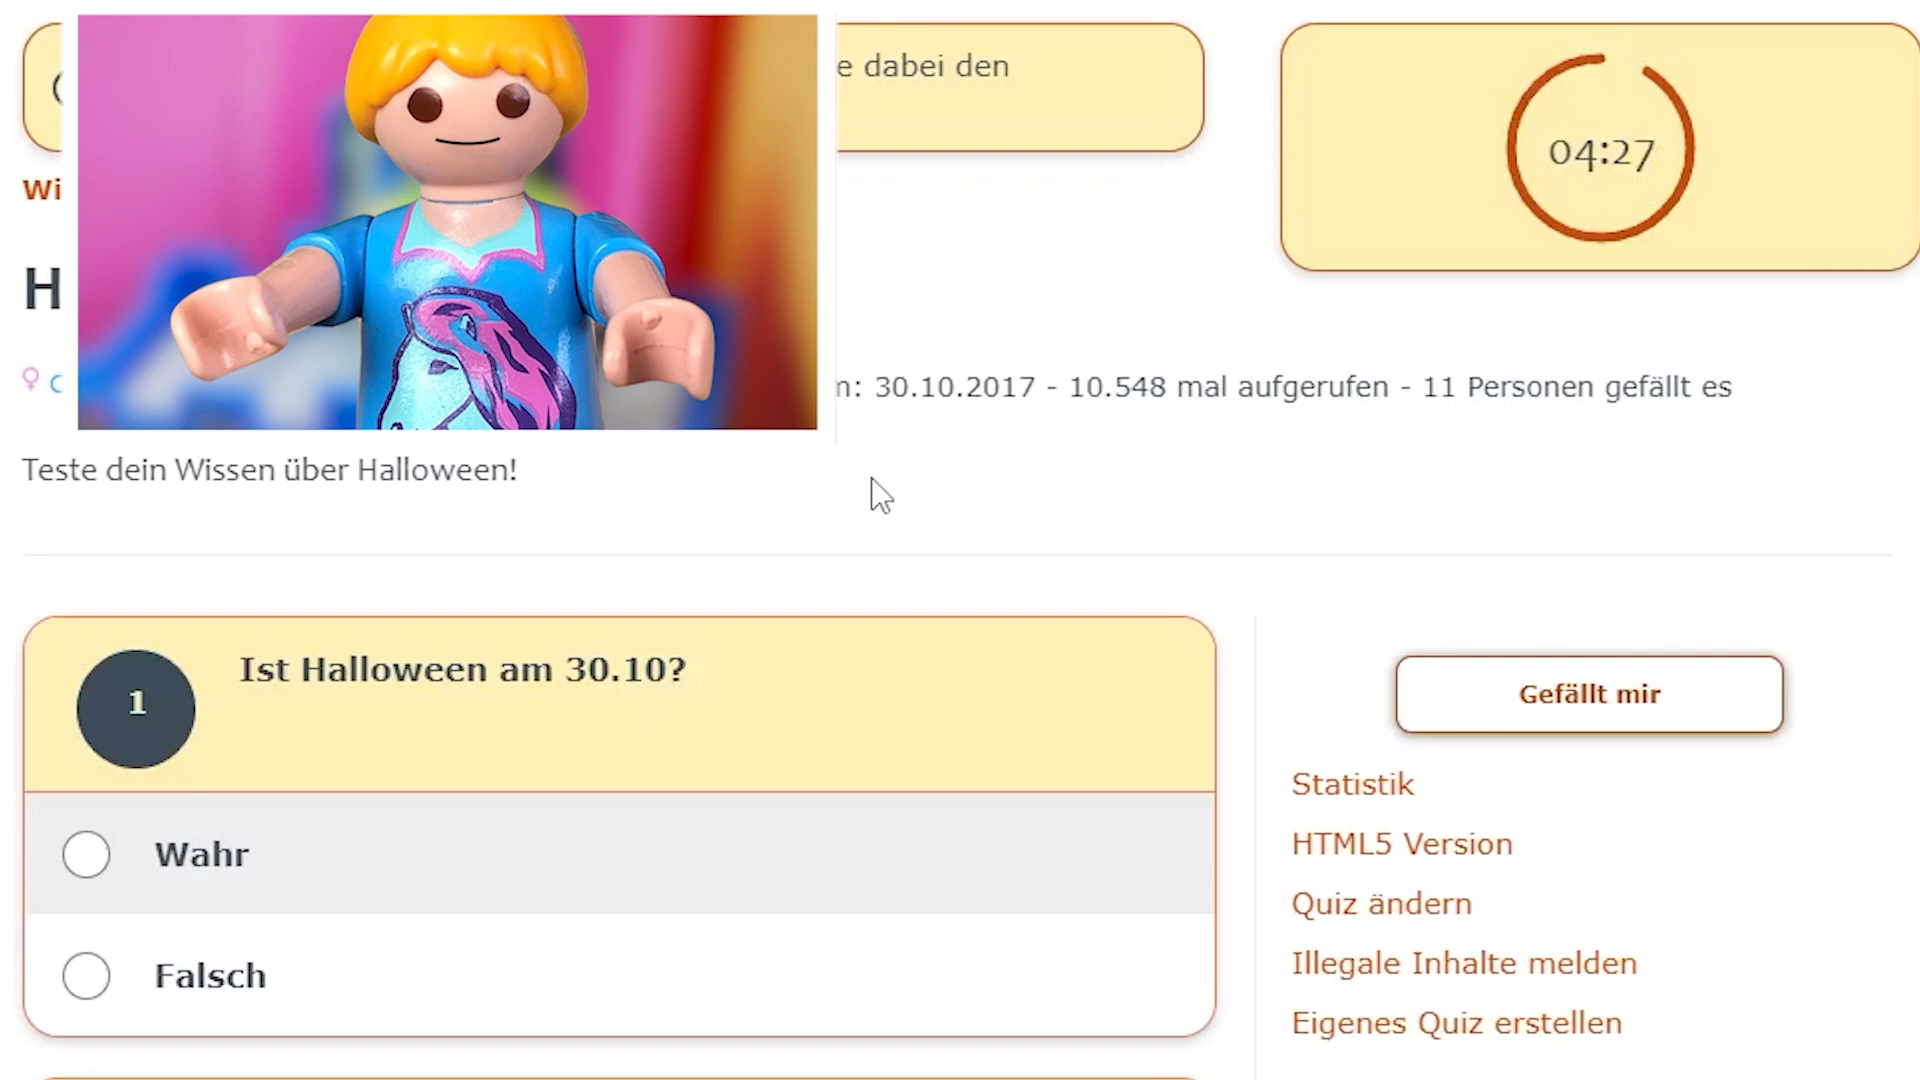 e dabei den
04:27
Wi
H
n: 30.10.2017 - 10.548 mal aufgerufen - 11 Personen gefällt es
Teste dein Wissen über Halloween!
1
Ist Halloween am 30.10?
Wahr
Falsch
Gefällt mir
Statistik
HTML5 Version
Quiz ändern
Illegale Inhalte melden
Eigenes Quiz erstellen